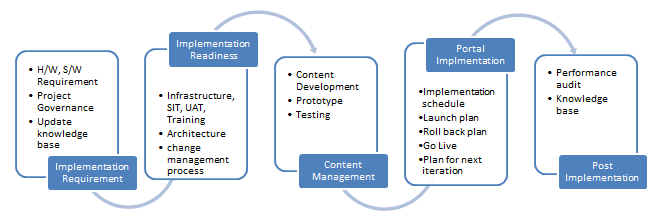 • H/W, S/W
Requirement
• Project
Governance
• Update
knowledge
base
Implementation
Requirement
Implementation
Readiness
• Infrastructure,
SIT, UAT,
Training
• Architecture
• change
management
process
• Content
Development
• Prototype
• Testing
Content
Management
Portal
Implmentation
•Implementation
schedule
•Launch plan
•Roll back plan
•Go Live
•Plan for next
iteration
• Performance
audit
• Knowledge
base
Post
Implementation